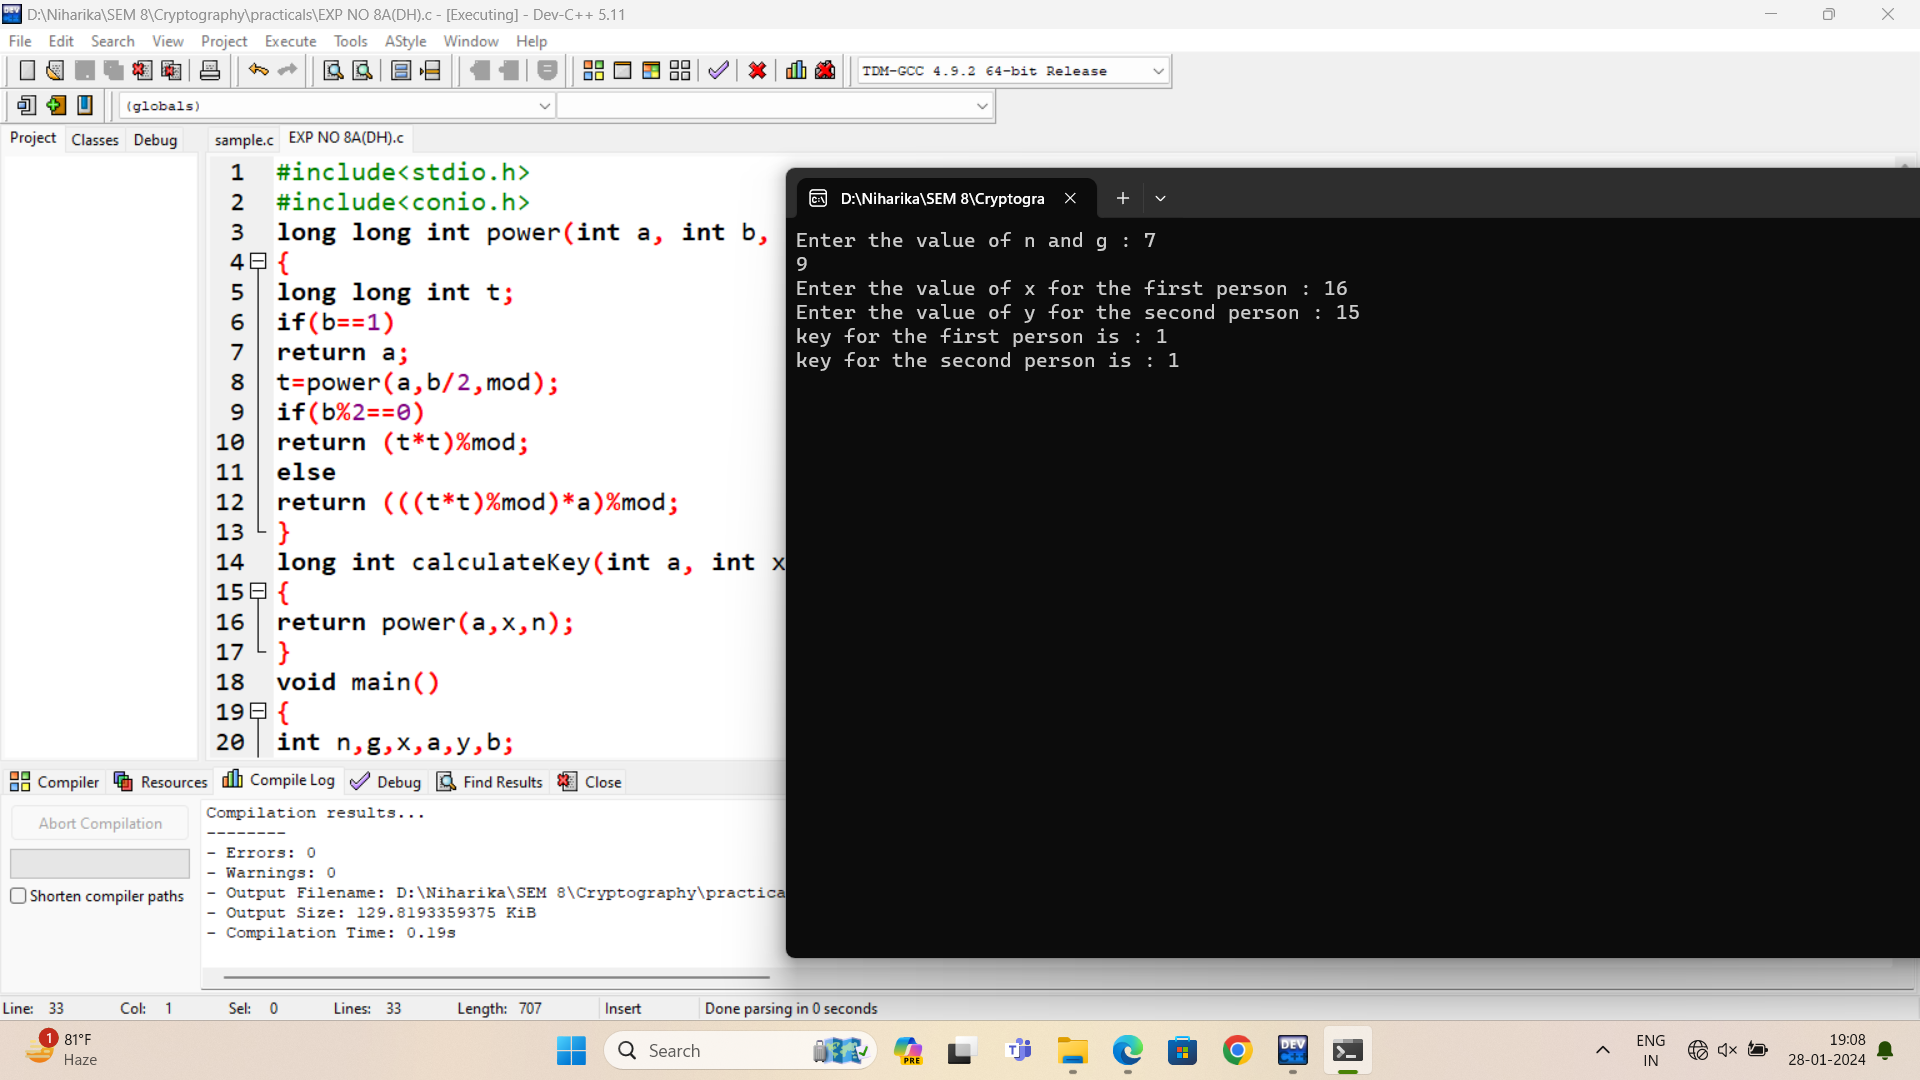 D:\Niharika\SEM 8\Cryptography\practicals\EXP NO 8A(DH).c - [Executing] - Dev-C++ 5.11
File Edit Search View Project Execute Tools AStyle Window Help
TDM-GCC 4.9.2 64-bit Release
(globals)
Project Classes Debug
sample.c EXP NO 8A(DH).c
1 #include<stdio.h>
2 #include<conio.h>
3 long long int power(int a, int b,
4 {
5 long long int t;
6 if(b==1)
7 return a;
8 t=power(a,b/2,mod);
9 if(b%2==0)
10 return (t*t)%mod;
11 else
12 return (((t*t)%mod)*a)%mod;
13 }
14 long int calculateKey(int a, int x
15 {
16 return power(a,x,n);
17 }
18 void main()
19 {
20 int n,g,x,a,y,b;
D:\Niharika\SEM 8\Cryptogra
Enter the value of n and g : 7
9
Enter the value of x for the first person : 16
Enter the value of y for the second person : 15
key for the first person is : 1
key for the second person is : 1
Compiler Resources Compile Log Debug Find Results Close
Abort Compilation
Shorten compiler paths
Compilation results...
--------
- Errors: 0
- Warnings: 0
- Output Filename: D:\Niharika\SEM 8\Cryptography\practica
- Output Size: 129.8193359375 KiB
- Compilation Time: 0.19s
Line: 33 Col: 1 Sel: 0 Lines: 33 Length: 707 Insert Done parsing in 0 seconds
1
81°F
Haze
Search
PRE
DEV C++
ENG
IN
19:08
28-01-2024